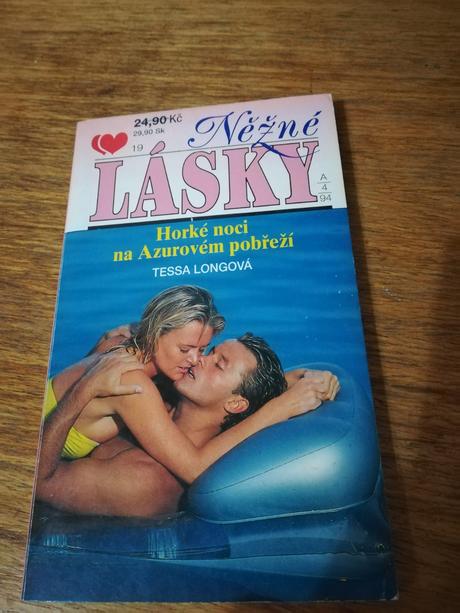 24,90 Kč
29,90 Sk
19
Něžné
LÁSKY
A
4
94
Horké noci
na Azurovém pobřeží
TESSA LONGOVÁ